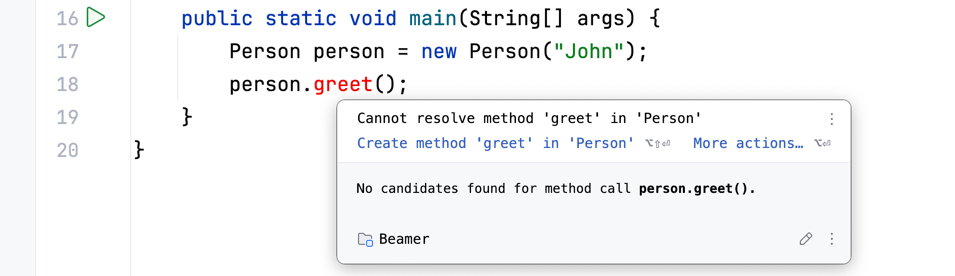 16 public static void main(String[] args) {
17 Person person = new Person("John");
18 person.greet();
19 }
20 }
Cannot resolve method 'greet' in 'Person'
Create method 'greet' in 'Person' ⌥⇧⏎ More actions... ⌥⏎
No candidates found for method call person.greet().
Beamer